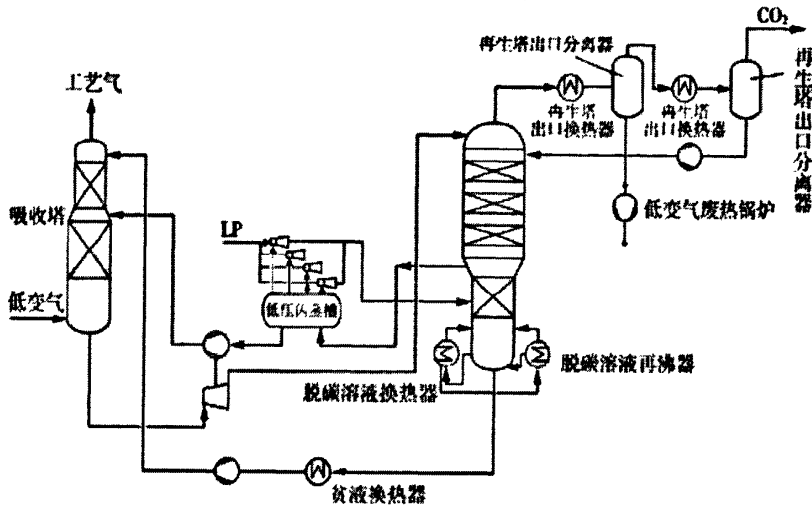 CO₂
再生塔出口分离器
工艺气
再生塔
出口换热器
再生塔
出口换热器
再生塔出口分离器
吸收塔
LP
低变气废热锅炉
低压闪蒸槽
低变气
脱碳溶液换热器
脱碳溶液再沸器
贫液换热器